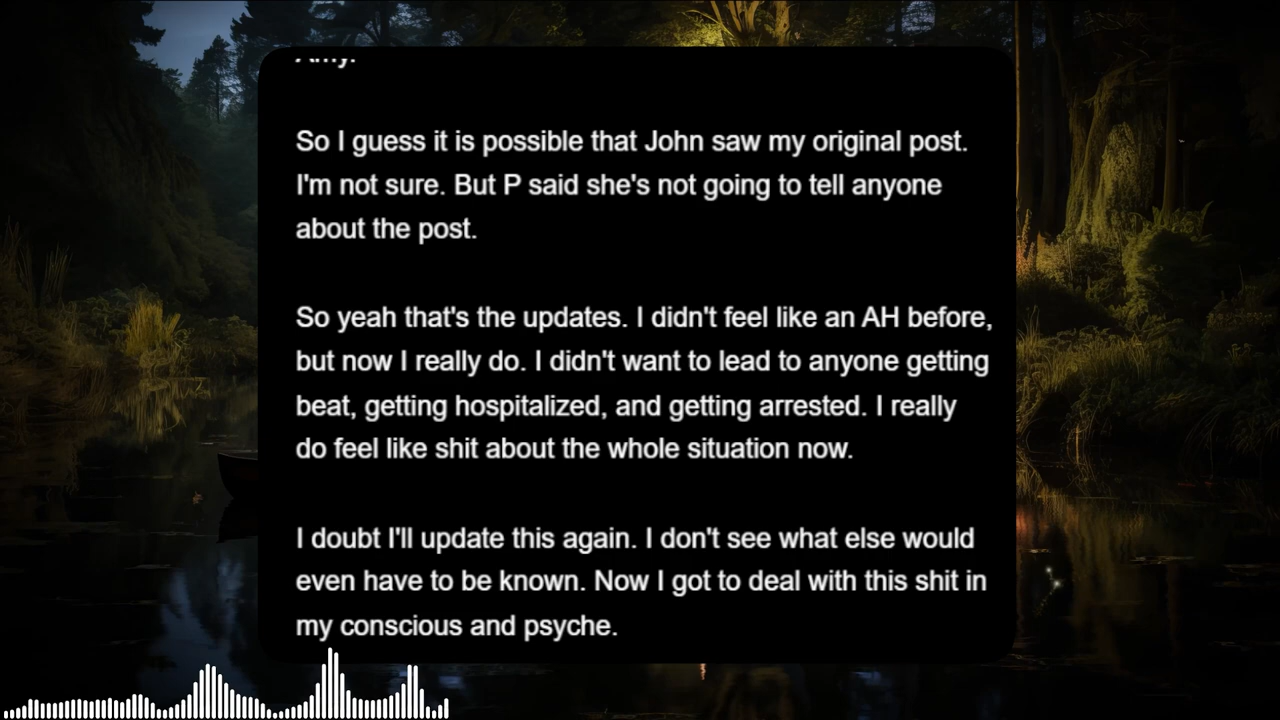 Amy.
So I guess it is possible that John saw my original post.
I'm not sure. But P said she's not going to tell anyone
about the post.
So yeah that's the updates. I didn't feel like an AH before,
but now I really do. I didn't want to lead to anyone getting
beat, getting hospitalized, and getting arrested. I really
do feel like shit about the whole situation now.
I doubt I'll update this again. I don't see what else would
even have to be known. Now I got to deal with this shit in
my conscious and psyche.